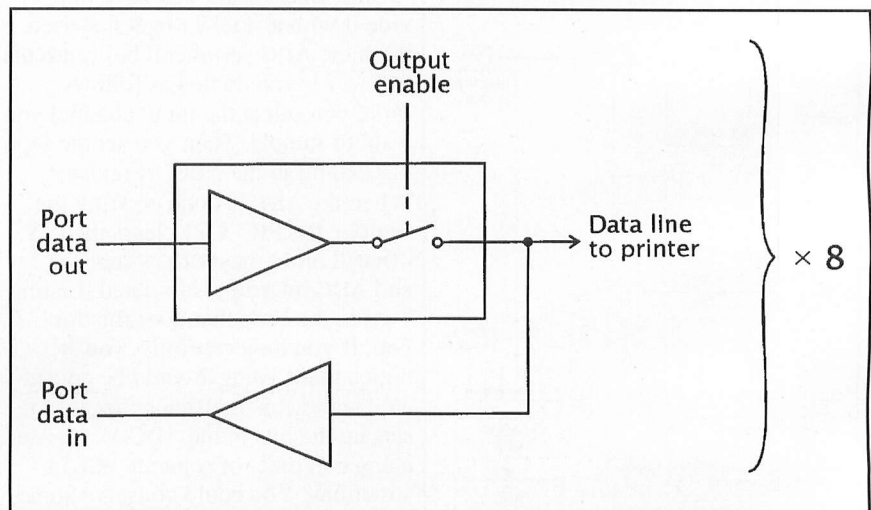 Output
enable
Port
data
out
Data line
to printer
× 8
Port
data
in